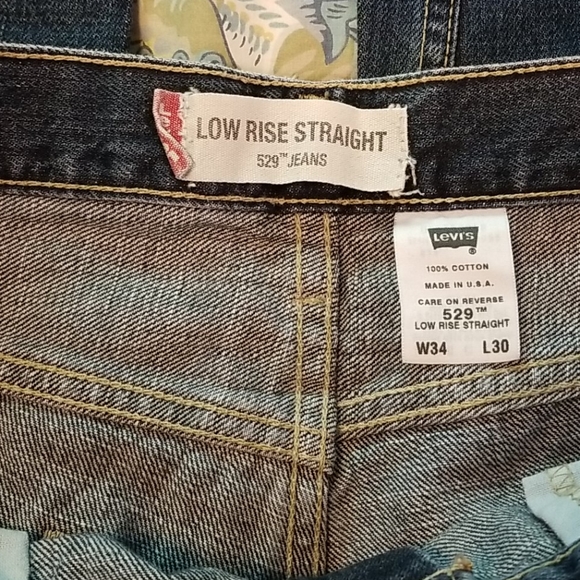 LOW RISE STRAIGHT
529™ JEANS
LEVI'S
®
100% COTTON
MADE IN U.S.A.
CARE ON REVERSE
529™
LOW RISE STRAIGHT
W34 L30